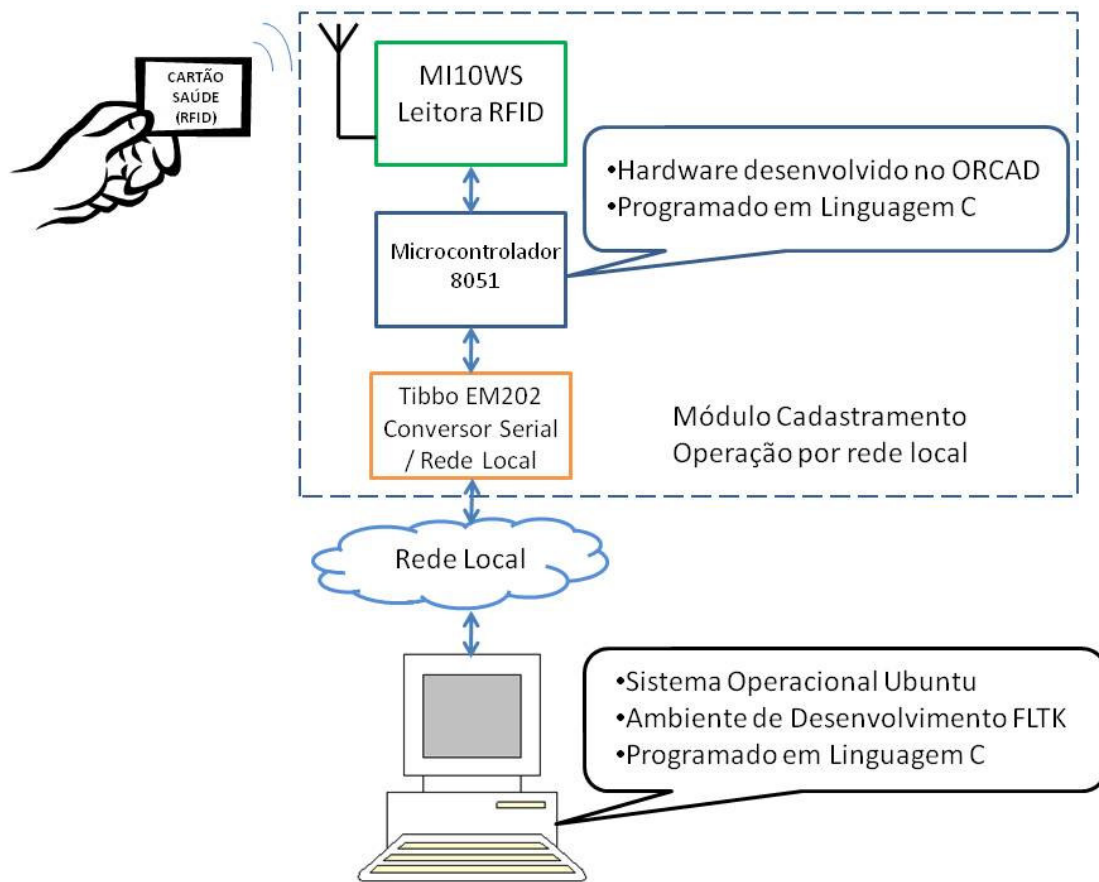 CARTÃO
SAÚDE
(RFID)
MI10WS
Leitora RFID
•Hardware desenvolvido no ORCAD
•Programado em Linguagem C
Microcontrolador
8051
Tibbo EM202
Conversor Serial
/ Rede Local
Módulo Cadastramento
Operação por rede local
Rede Local
•Sistema Operacional Ubuntu
•Ambiente de Desenvolvimento FLTK
•Programado em Linguagem C